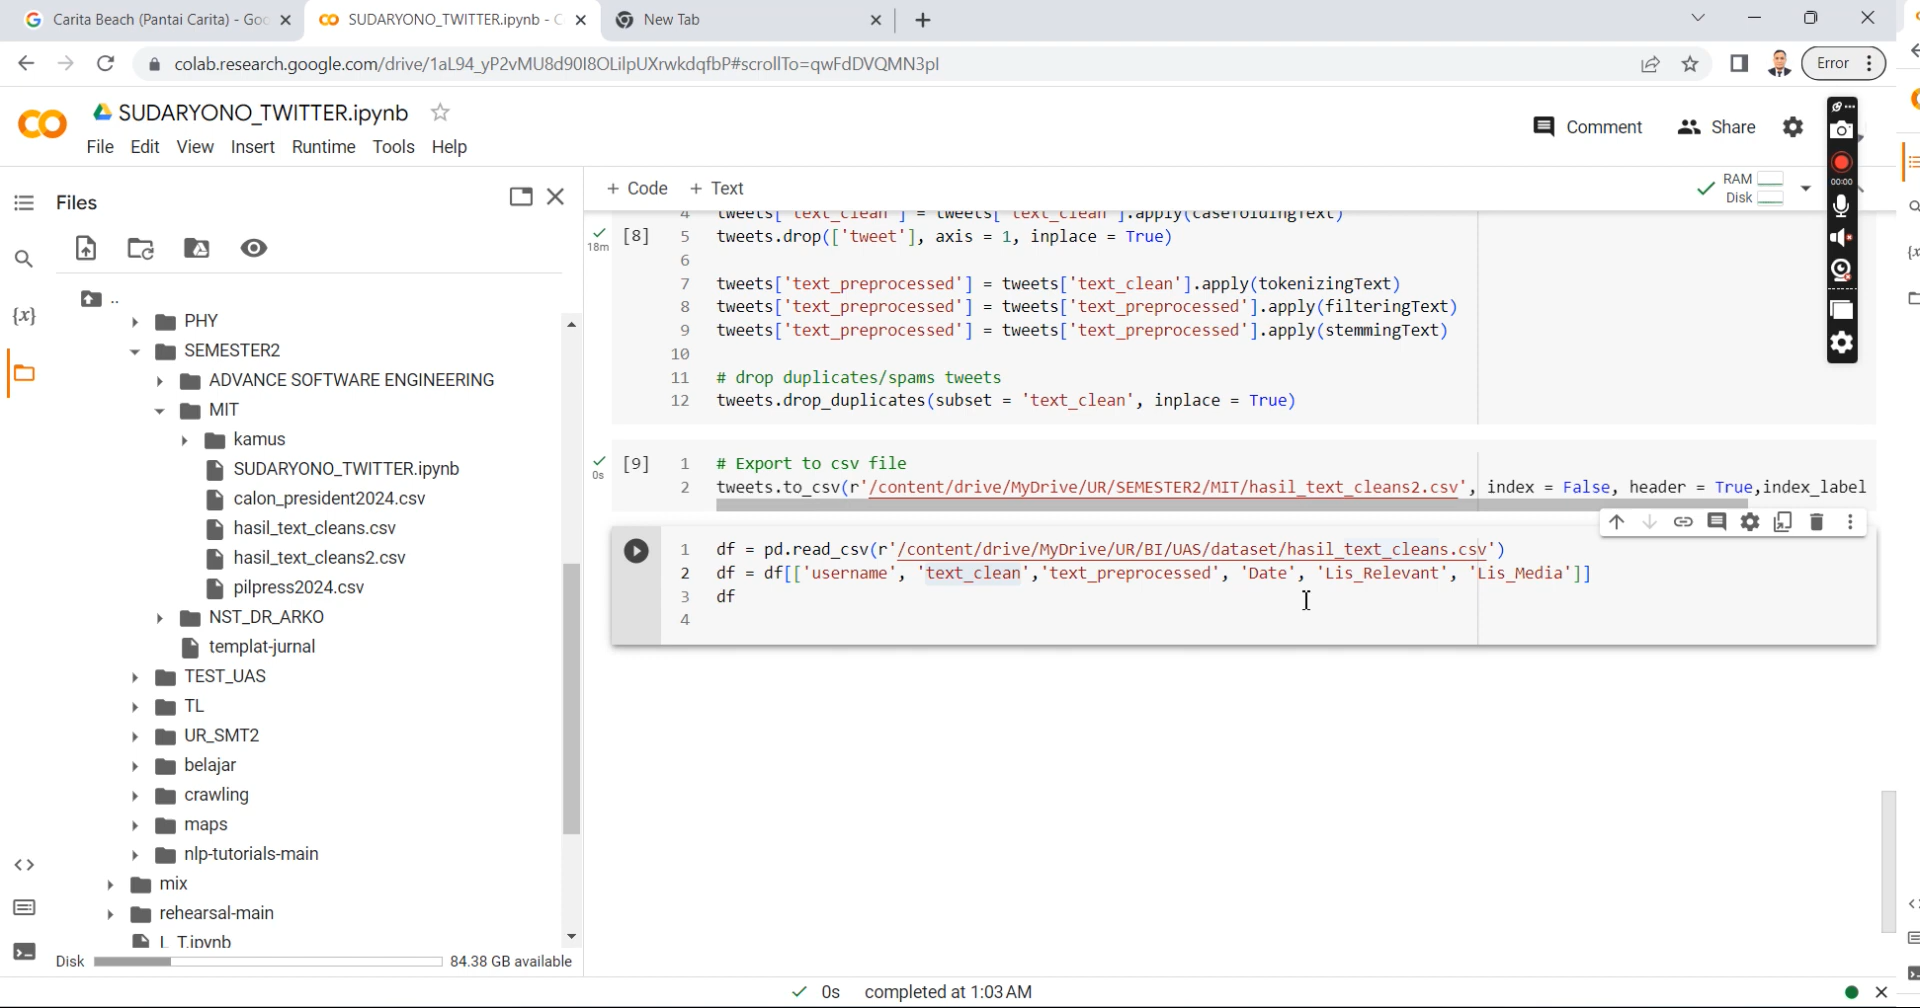 Carita Beach (Pantai Carita) - Goo
SUDARYONO_TWITTER.ipynb - C
New Tab
colab.research.google.com/drive/1aL94_yP2vMU8d90I8OLilpUXrwkdqfbP#scrollTo=qwFdDVQMN3pI
Error
SUDARYONO_TWITTER.ipynb
File Edit View Insert Runtime Tools Help
Comment
Share
00:00
Files
+ Code + Text
RAM
Disk
..
PHY
SEMESTER2
ADVANCE SOFTWARE ENGINEERING
MIT
kamus
SUDARYONO_TWITTER.ipynb
calon_president2024.csv
hasil_text_cleans.csv
hasil_text_cleans2.csv
pilpress2024.csv
NST_DR_ARKO
templat-jurnal
TEST_UAS
TL
UR_SMT2
belajar
crawling
maps
nlp-tutorials-main
mix
rehearsal-main
L_T.ipynb
Disk 84.38 GB available
4 tweets['text_clean'] = tweets['text_clean'].apply(casefoldingText)
18m [8] 5 tweets.drop(['tweet'], axis = 1, inplace = True)
6
7 tweets['text_preprocessed'] = tweets['text_clean'].apply(tokenizingText)
8 tweets['text_preprocessed'] = tweets['text_preprocessed'].apply(filteringText)
9 tweets['text_preprocessed'] = tweets['text_preprocessed'].apply(stemmingText)
10
11 # drop duplicates/spams tweets
12 tweets.drop_duplicates(subset = 'text_clean', inplace = True)
0s [9] 1 # Export to csv file
2 tweets.to_csv(r'/content/drive/MyDrive/UR/SEMESTER2/MIT/hasil_text_cleans2.csv', index = False, header = True,index_label
1 df = pd.read_csv(r'/content/drive/MyDrive/UR/BI/UAS/dataset/hasil_text_cleans.csv')
2 df = df[['username', 'text_clean','text_preprocessed', 'Date', 'Lis_Relevant', 'Lis_Media']]
3 df
4
0s completed at 1:03 AM